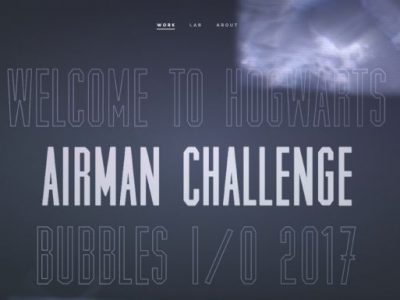 WORK LAB ABOUT
WELCOME TO HOGWARTS
AIRMAN CHALLENGE
BUBBLES I/O 2017